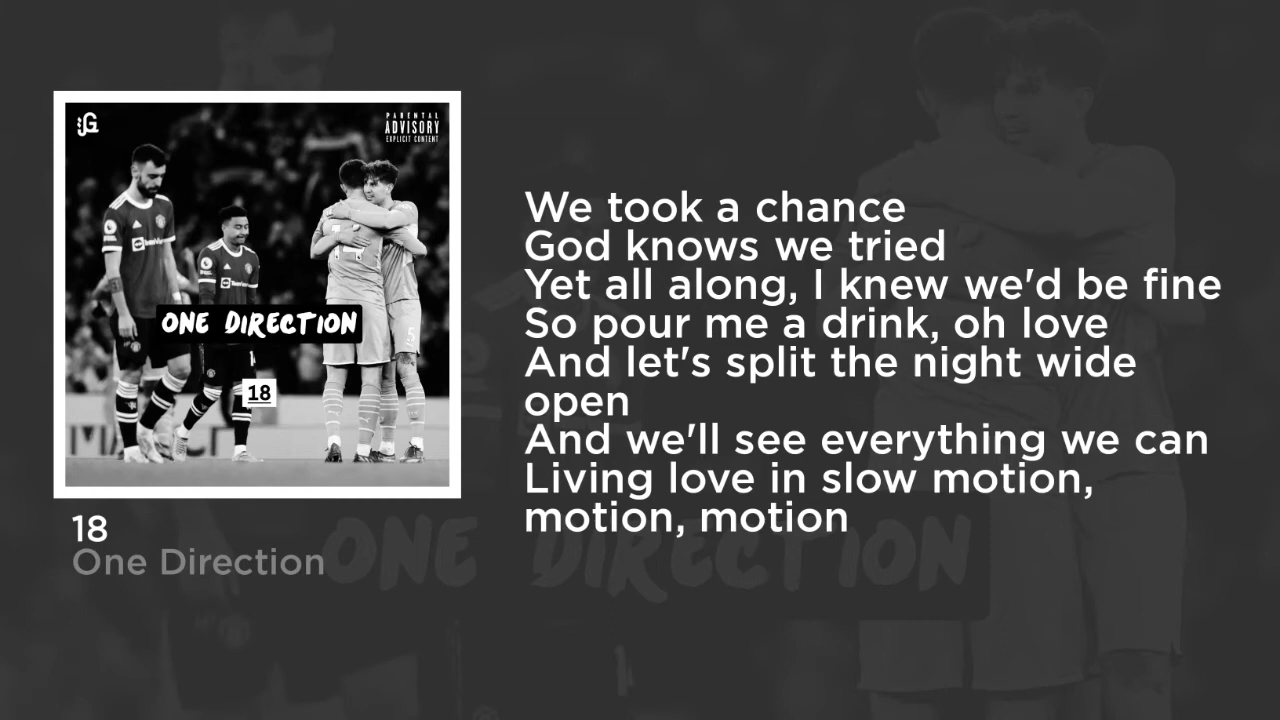 PARENTAL
ADVISORY
EXPLICIT CONTENT
ONE DIRECTION
18
18
One Direction
We took a chance
God knows we tried
Yet all along, I knew we'd be fine
So pour me a drink, oh love
And let's split the night wide
open
And we'll see everything we can
Living love in slow motion,
motion, motion
ONE DIRECTION